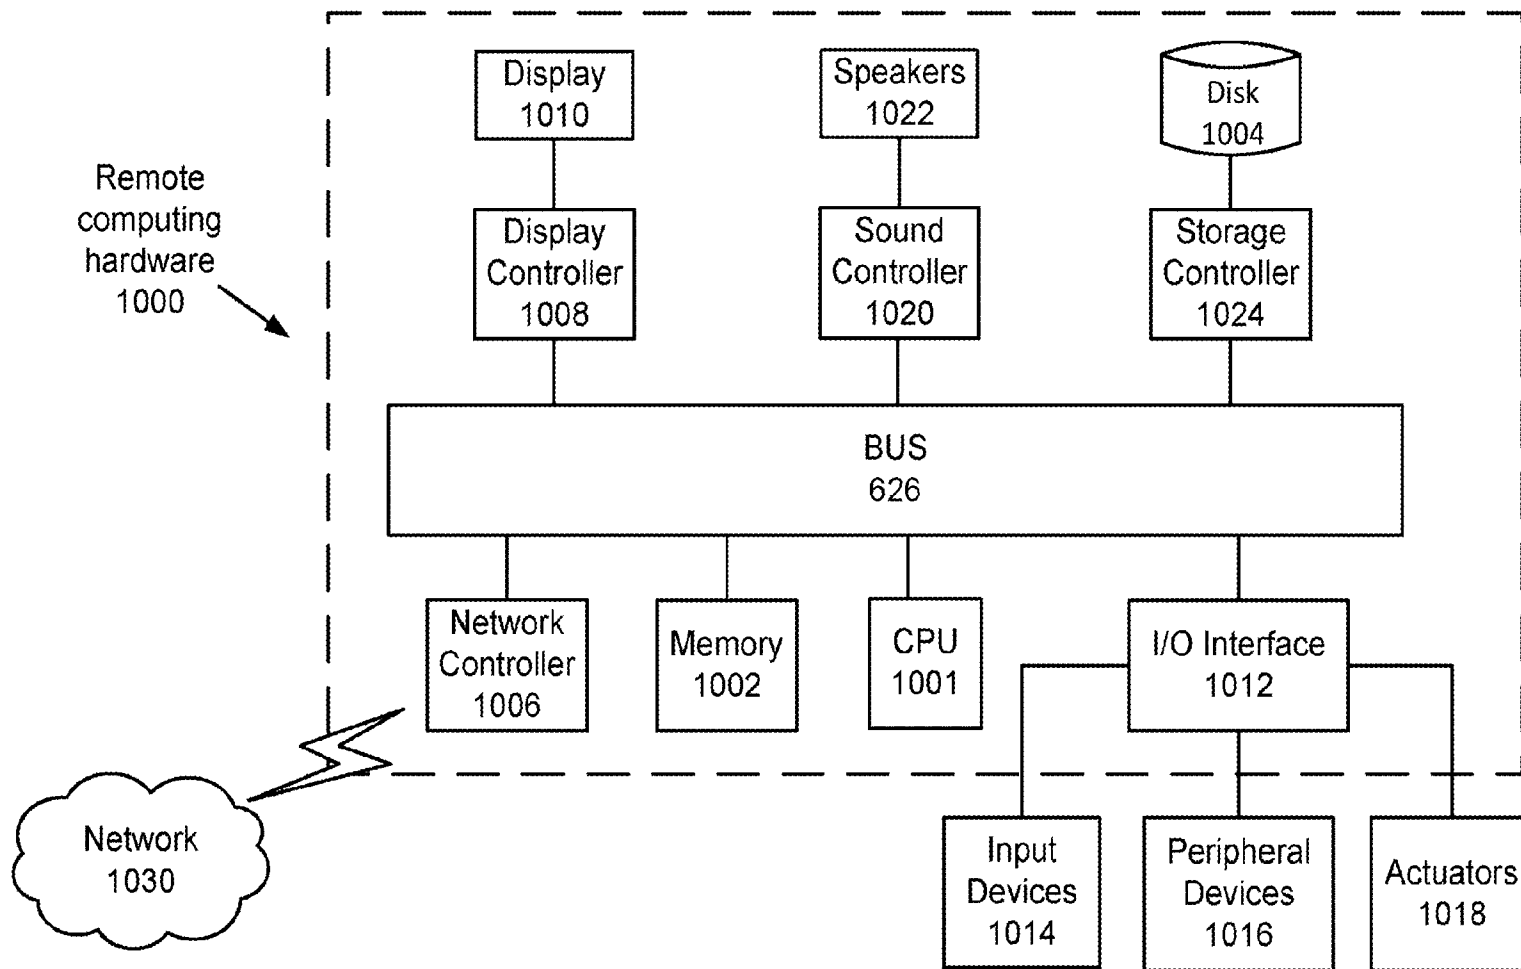 Display
1010
Speakers
1022
Disk
1004
Remote
computing
hardware
1000
Display
Controller
1008
Sound
Controller
1020
Storage
Controller
1024
BUS
626
Network
Controller
1006
Memory
1002
CPU
1001
I/O Interface
1012
Network
1030
Input
Devices
1014
Peripheral
Devices
1016
Actuators
1018